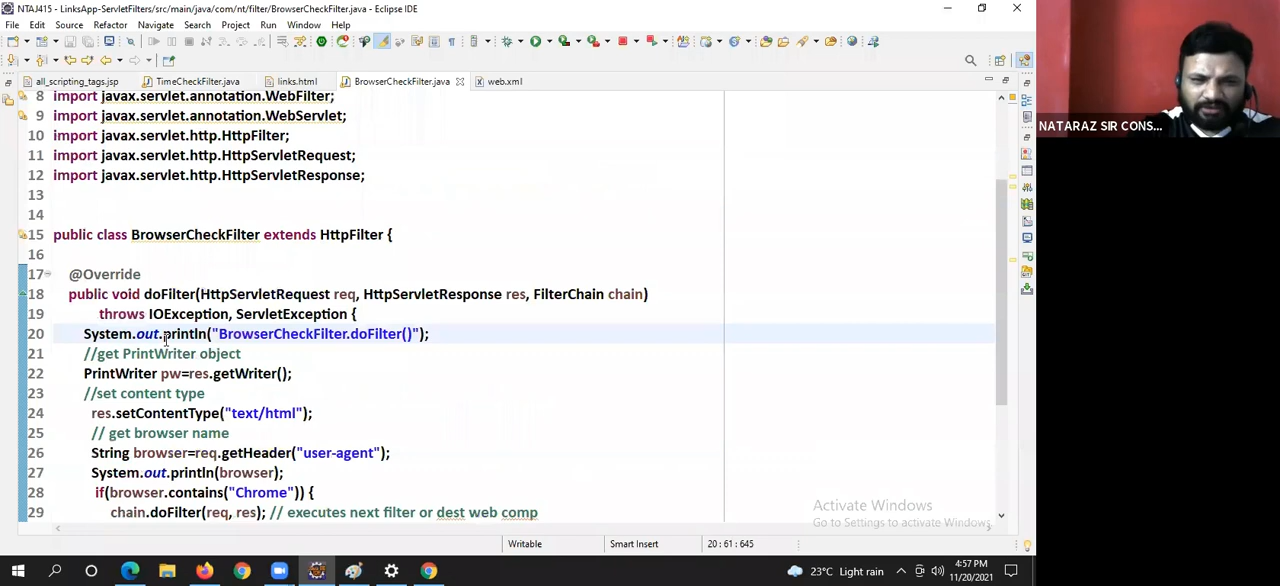 NTAJ415 - LinksApp-ServletFilters/src/main/java/com/nt/filter/BrowserCheckFilter.java - Eclipse IDE
File Edit Source Refactor Navigate Search Project Run Window Help
all_scripting_tags.jsp TimeCheckFilter.java links.html BrowserCheckFilter.java web.xml
NATARAZ SIR CONS...
8 import javax.servlet.annotation.WebFilter;
9 import javax.servlet.annotation.WebServlet;
10 import javax.servlet.http.HttpFilter;
11 import javax.servlet.http.HttpServletRequest;
12 import javax.servlet.http.HttpServletResponse;
13
14
15 public class BrowserCheckFilter extends HttpFilter {
16
17 @Override
18 public void doFilter(HttpServletRequest req, HttpServletResponse res, FilterChain chain)
19 throws IOException, ServletException {
20 System.out.println("BrowserCheckFilter.doFilter()");
21 //get PrintWriter object
22 PrintWriter pw=res.getWriter();
23 //set content type
24 res.setContentType("text/html");
25 // get browser name
26 String browser=req.getHeader("user-agent");
27 System.out.println(browser);
28 if(browser.contains("Chrome")) {
29 chain.doFilter(req, res); // executes next filter or dest web comp
Activate Windows
Go to Settings to activate Windows.
Writable Smart Insert 20 : 61 : 645
23°C Light rain
4:57 PM
11/20/2021